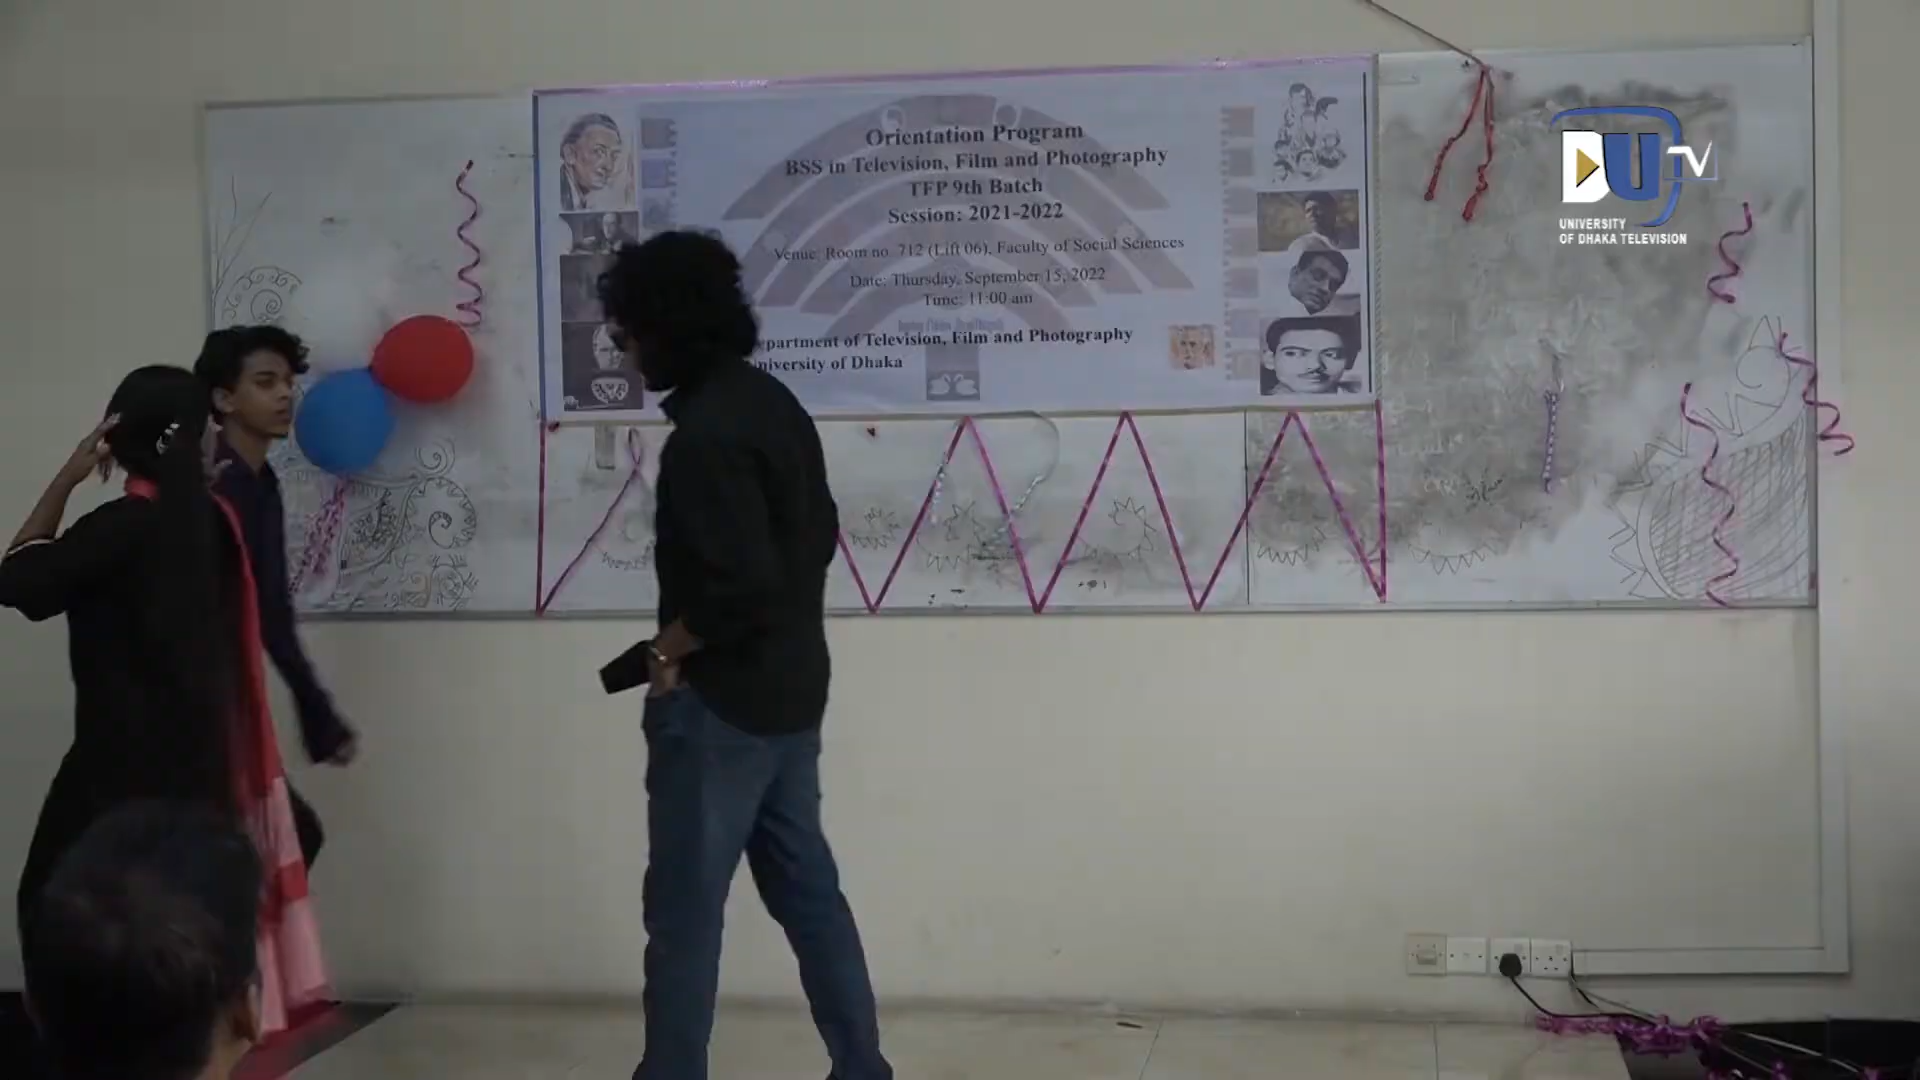 Orientation Program
BSS in Television, Film and Photography
TFP 9th Batch
Session: 2021-2022
Venue: Room no. 712 (Lift 06), Faculty of Social Sciences
Date: Thursday, September 15, 2022
Time: 11:00 am
epartment of Television, Film and Photography
niversity of Dhaka
DU TV
UNIVERSITY
OF DHAKA TELEVISION